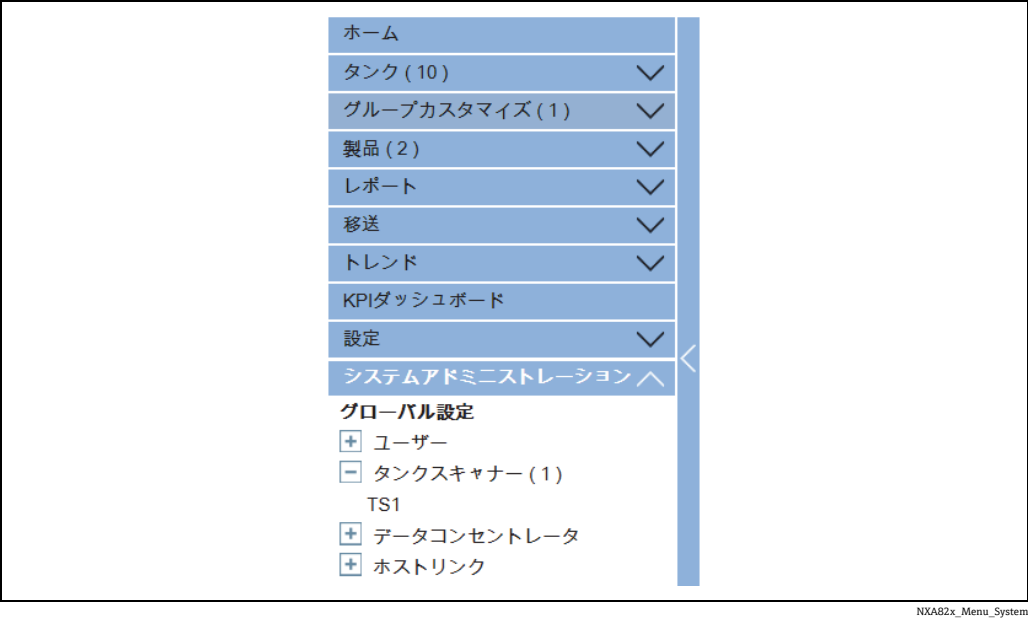 ホーム
タンク ( 10 )
グループカスタマイズ ( 1 )
製品 ( 2 )
レポート
移送
トレンド
KPIダッシュボード
設定
システムアドミニストレーション
グローバル設定
ユーザー
タンクスキャナー ( 1 )
TS1
データコンセントレータ
ホストリンク
NXA82x_Menu_System